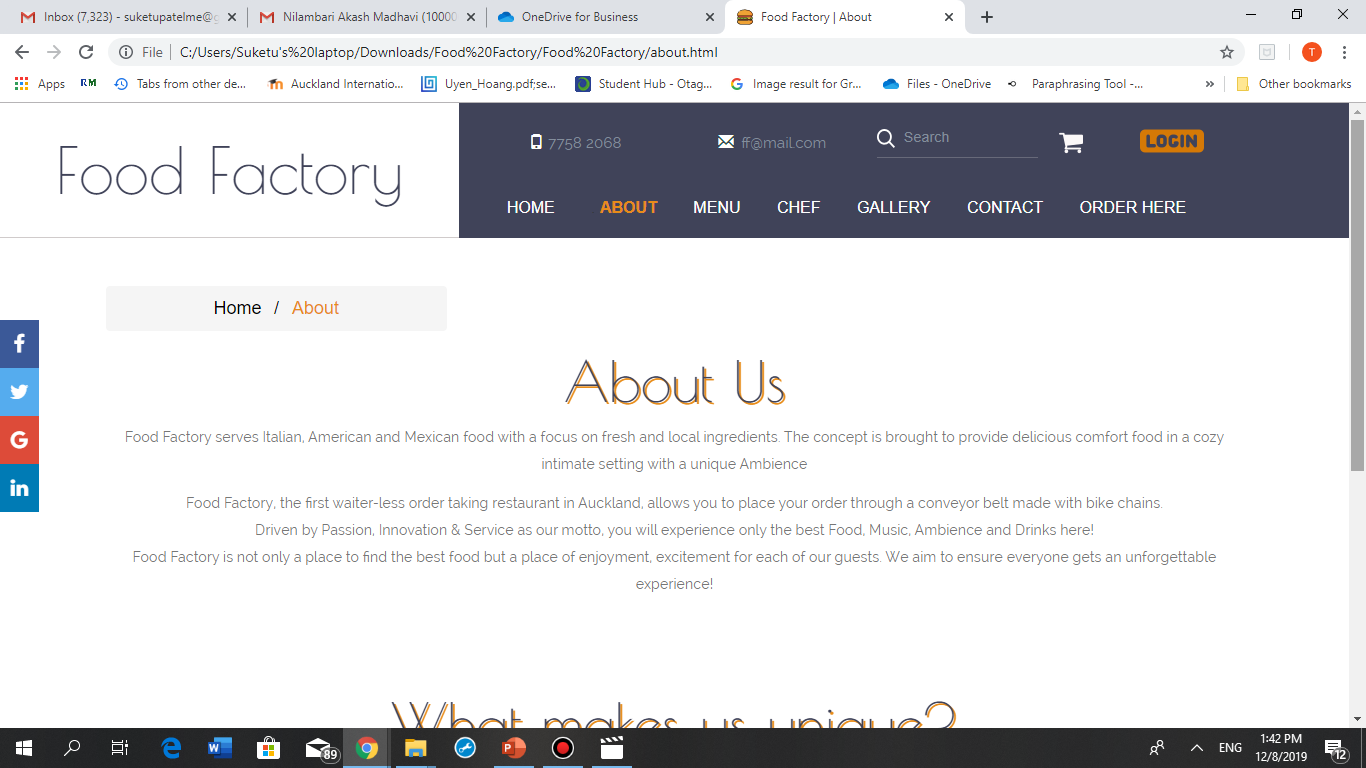 Inbox (7,323) - suketupatelme@g
Nilambari Akash Madhavi (10000
OneDrive for Business
Food Factory | About
File
C:/Users/Suketu's%20laptop/Downloads/Food%20Factory/Food%20Factory/about.html
T
Apps
RM
Tabs from other de...
Auckland Internatio...
Uyen_Hoang.pdf;se...
Student Hub - Otag...
Image result for Gr...
Files - OneDrive
Paraphrasing Tool -...
»
Other bookmarks
Food Factory
7758 2068
ff@mail.com
Search
LOGIN
HOME
ABOUT
MENU
CHEF
GALLERY
CONTACT
ORDER HERE
Home / About
About Us
Food Factory serves Italian, American and Mexican food with a focus on fresh and local ingredients. The concept is brought to provide delicious comfort food in a cozy
intimate setting with a unique Ambience
Food Factory, the first waiter-less order taking restaurant in Auckland, allows you to place your order through a conveyor belt made with bike chains.
Driven by Passion, Innovation & Service as our motto, you will experience only the best Food, Music, Ambience and Drinks here!
Food Factory is not only a place to find the best food but a place of enjoyment, excitement for each of our guests. We aim to ensure everyone gets an unforgettable
experience!
What makes us unique?
89
ENG
1:42 PM
12/8/2019
12